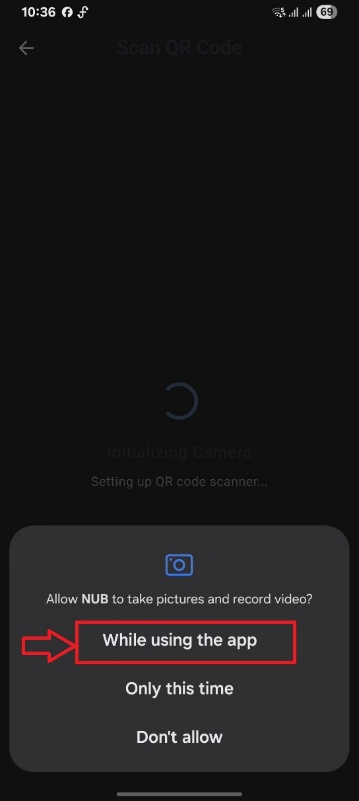 10:36
69
Scan QR Code
Initializing Camera
Setting up QR code scanner...
Allow NUB to take pictures and record video?
While using the app
Only this time
Don't allow